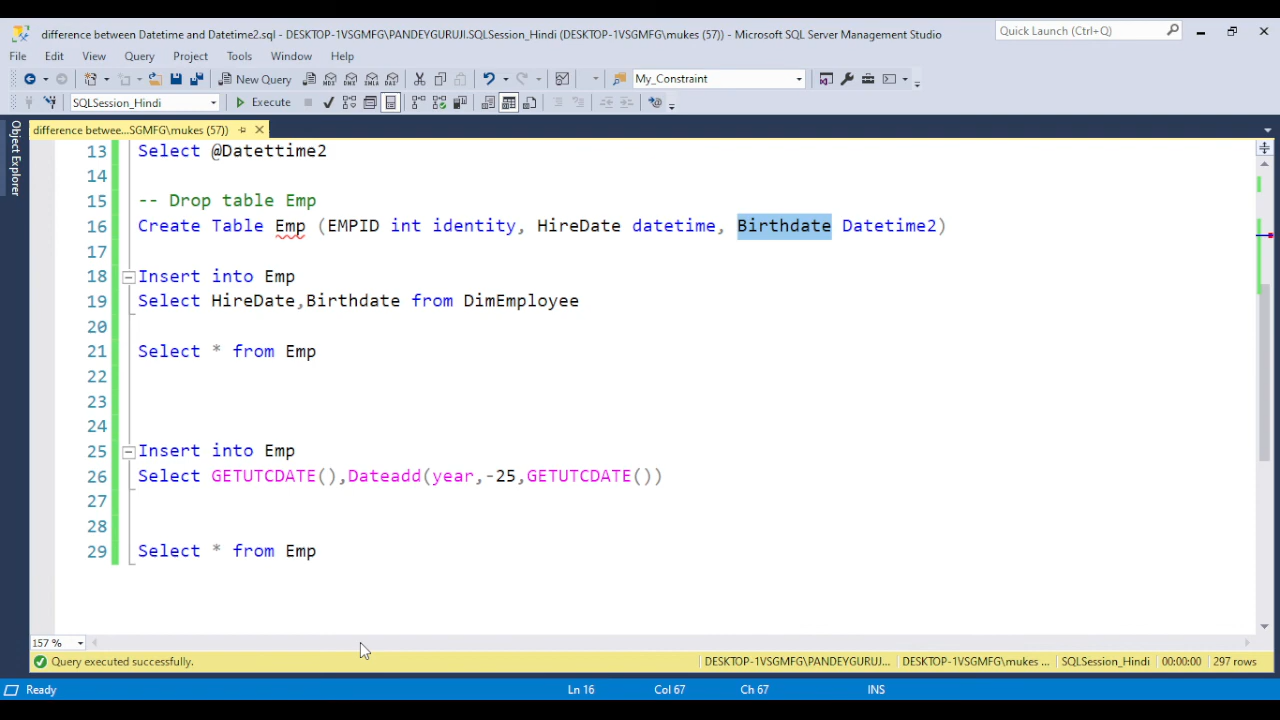 difference between Datetime and Datetime2.sql - DESKTOP-1VSGMFG\PANDEYGURUJI.SQLSession_Hindi (DESKTOP-1VSGMFG\mukes (57)) - Microsoft SQL Server Management Studio
Quick Launch (Ctrl+Q)
File Edit View Query Project Tools Window Help
New Query My_Constraint
SQLSession_Hindi Execute
difference betwee...SGMFG\mukes (57))
Object Explorer
13 Select @Datettime2
14
15 -- Drop table Emp
16 Create Table Emp (EMPID int identity, HireDate datetime, Birthdate Datetime2)
17
18 Insert into Emp
19 Select HireDate,Birthdate from DimEmployee
20
21 Select * from Emp
22
23
24
25 Insert into Emp
26 Select GETUTCDATE(),Dateadd(year,-25,GETUTCDATE())
27
28
29 Select * from Emp
157 %
Query executed successfully. DESKTOP-1VSGMFG\PANDEYGURUJ... DESKTOP-1VSGMFG\mukes ... SQLSession_Hindi 00:00:00 297 rows
Ready Ln 16 Col 67 Ch 67 INS